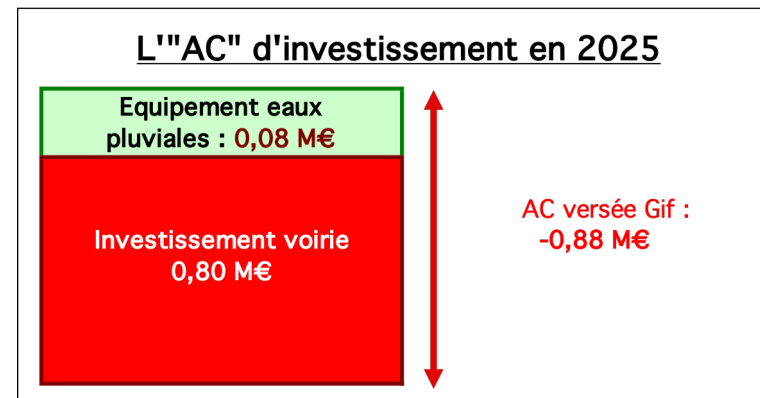 L'"AC" d'investissement en 2025
Equipement eaux
pluviales : 0,08 M€
Investissement voirie
0,80 M€
AC versée Gif :
-0,88 M€